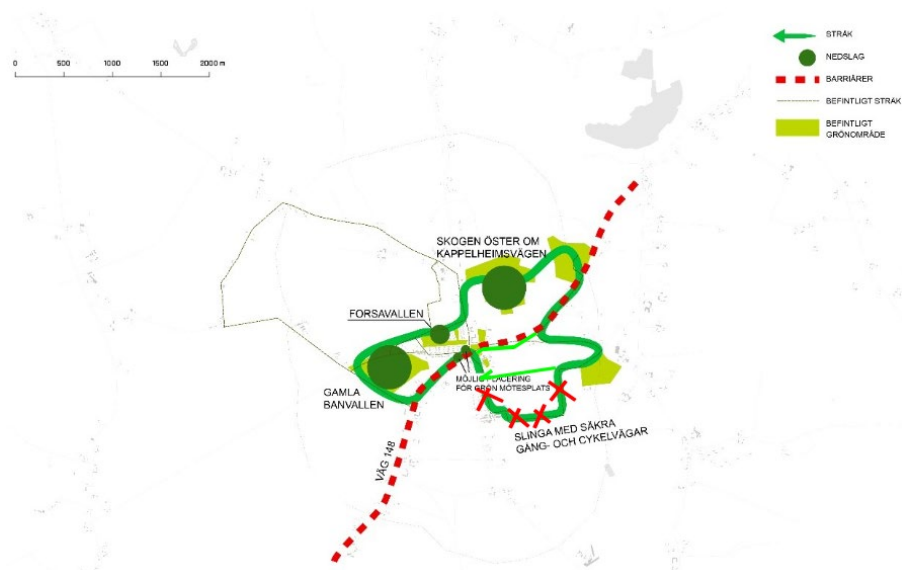 0 500 1000 1500 2000 m
STRÅK
NEDSLAG
BARRIÄRER
BEFINTLIGT STRÅK
BEFINTLIGT
GRÖNOMRÅDE
SKOGEN ÖSTER OM
KAPPELHEIMSVÄGEN
FORSAVALLEN
GAMLA
BANVALLEN
MÖJLIG PLACERING
FÖR GRÖN MÖTESPLATS
SLINGA MED SÄKRA
GÅNG- OCH CYKELVÄGAR
VÄG 148